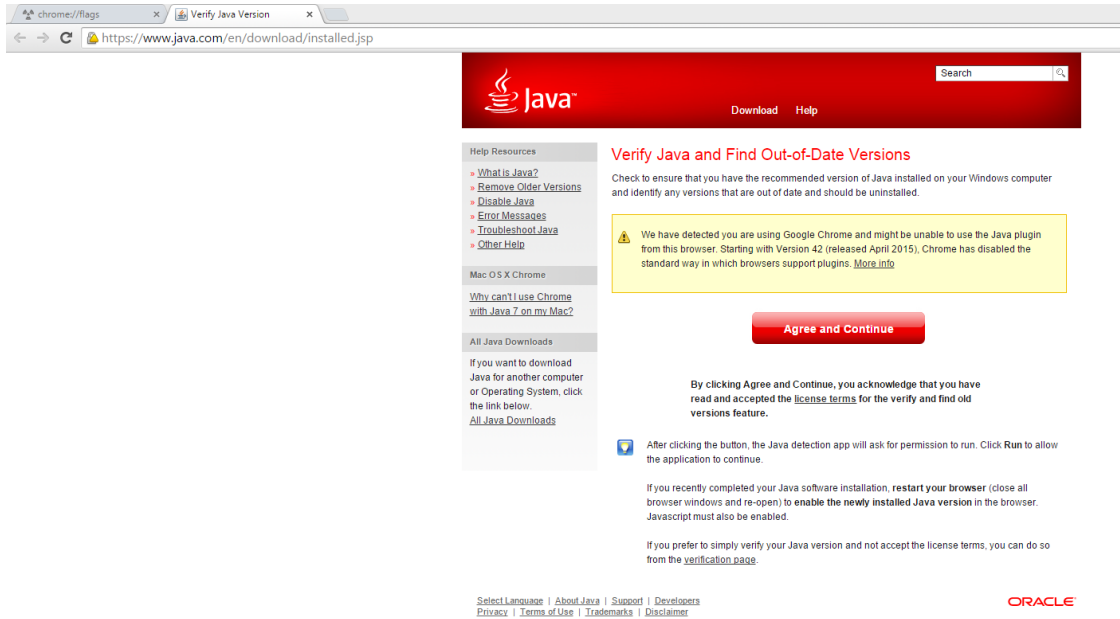 chrome://flags
Verify Java Version
https://www.java.com/en/download/installed.jsp
Java™
Search
Download Help
Help Resources
» What is Java?
» Remove Older Versions
» Disable Java
» Error Messages
» Troubleshoot Java
» Other Help
Mac OS X Chrome
Why can't I use Chrome
with Java 7 on my Mac?
All Java Downloads
If you want to download
Java for another computer
or Operating System, click
the link below.
All Java Downloads
Verify Java and Find Out-of-Date Versions
Check to ensure that you have the recommended version of Java installed on your Windows computer
and identify any versions that are out of date and should be uninstalled.
We have detected you are using Google Chrome and might be unable to use the Java plugin
from this browser. Starting with Version 42 (released April 2015), Chrome has disabled the
standard way in which browsers support plugins. More info
Agree and Continue
By clicking Agree and Continue, you acknowledge that you have
read and accepted the license terms for the verify and find old
versions feature.
After clicking the button, the Java detection app will ask for permission to run. Click Run to allow
the application to continue.
If you recently completed your Java software installation, restart your browser (close all
browser windows and re-open) to enable the newly installed Java version in the browser.
Javascript must also be enabled.
If you prefer to simply verify your Java version and not accept the license terms, you can do so
from the verification page.
Select Language | About Java | Support | Developers
Privacy | Terms of Use | Trademarks | Disclaimer
ORACLE